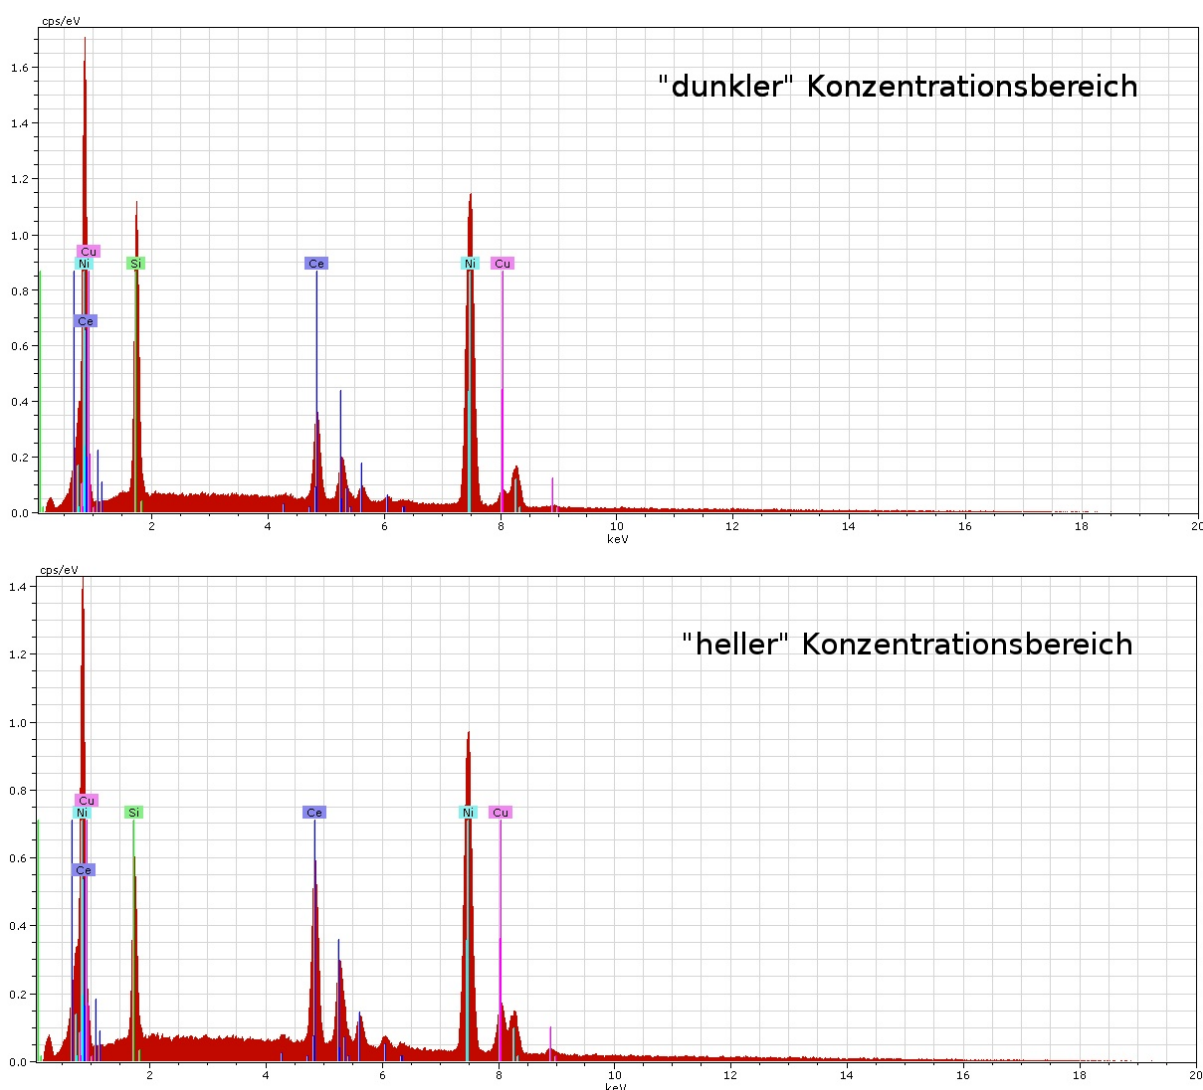 cps/eV
"dunkler" Konzentrationsbereich
1.6
1.4
1.2
1.0
Cu
Ni Si Ce Ni Cu
0.8
Ce
0.6
0.4
0.2
0.0
2 4 6 8 10 12 14 16 18 20
keV
cps/eV
1.4
"heller" Konzentrationsbereich
1.2
1.0
0.8
Cu
Ni Si Ce Ni Cu
0.6
Ce
0.4
0.2
0.0
2 4 6 8 10 12 14 16 18 20
keV